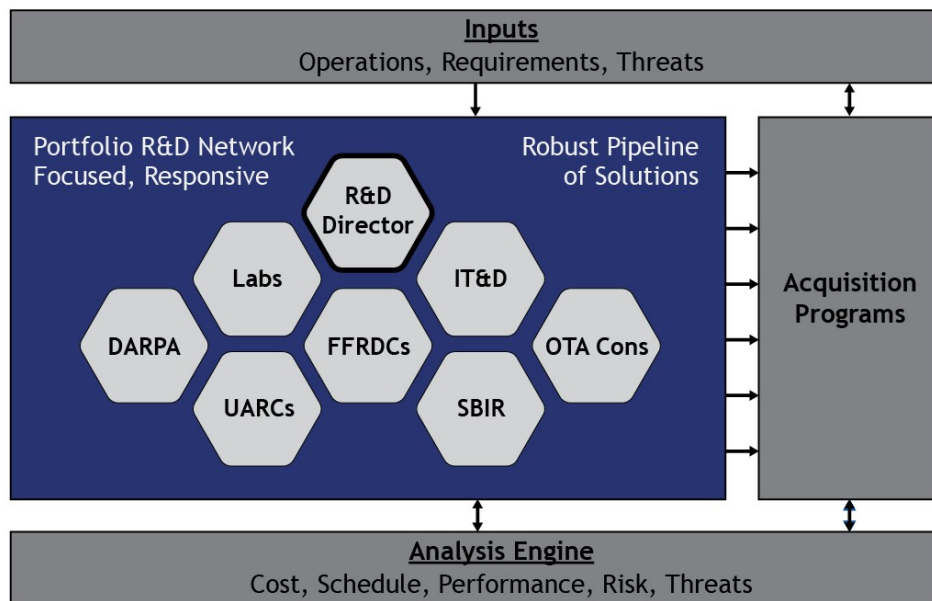 Inputs
Operations, Requirements, Threats
Portfolio R&D Network
Focused, Responsive
Robust Pipeline
of Solutions
R&D
Director
Labs
IT&D
DARPA
FFRDCs
OTA Cons
UARCs
SBIR
Acquisition
Programs
Analysis Engine
Cost, Schedule, Performance, Risk, Threats